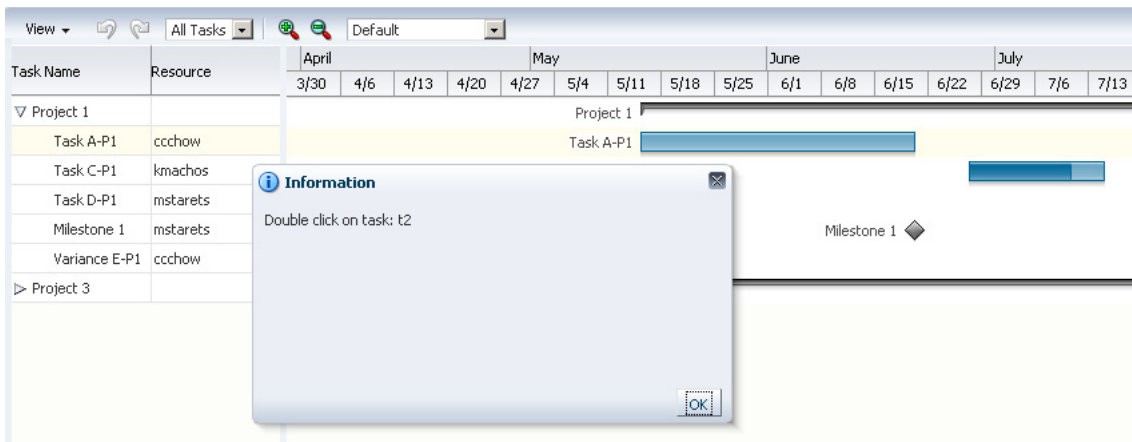 View All Tasks Default
Task Name Resource April May June July
3/30 4/6 4/13 4/20 4/27 5/4 5/11 5/18 5/25 6/1 6/8 6/15 6/22 6/29 7/6 7/13
Project 1 Project 1
Task A-P1 ccchow Task A-P1
Task C-P1 kmachos
Task D-P1 mstarets
Milestone 1 mstarets Milestone 1
Variance E-P1 ccchow
Project 3
Information
Double click on task: t2
OK